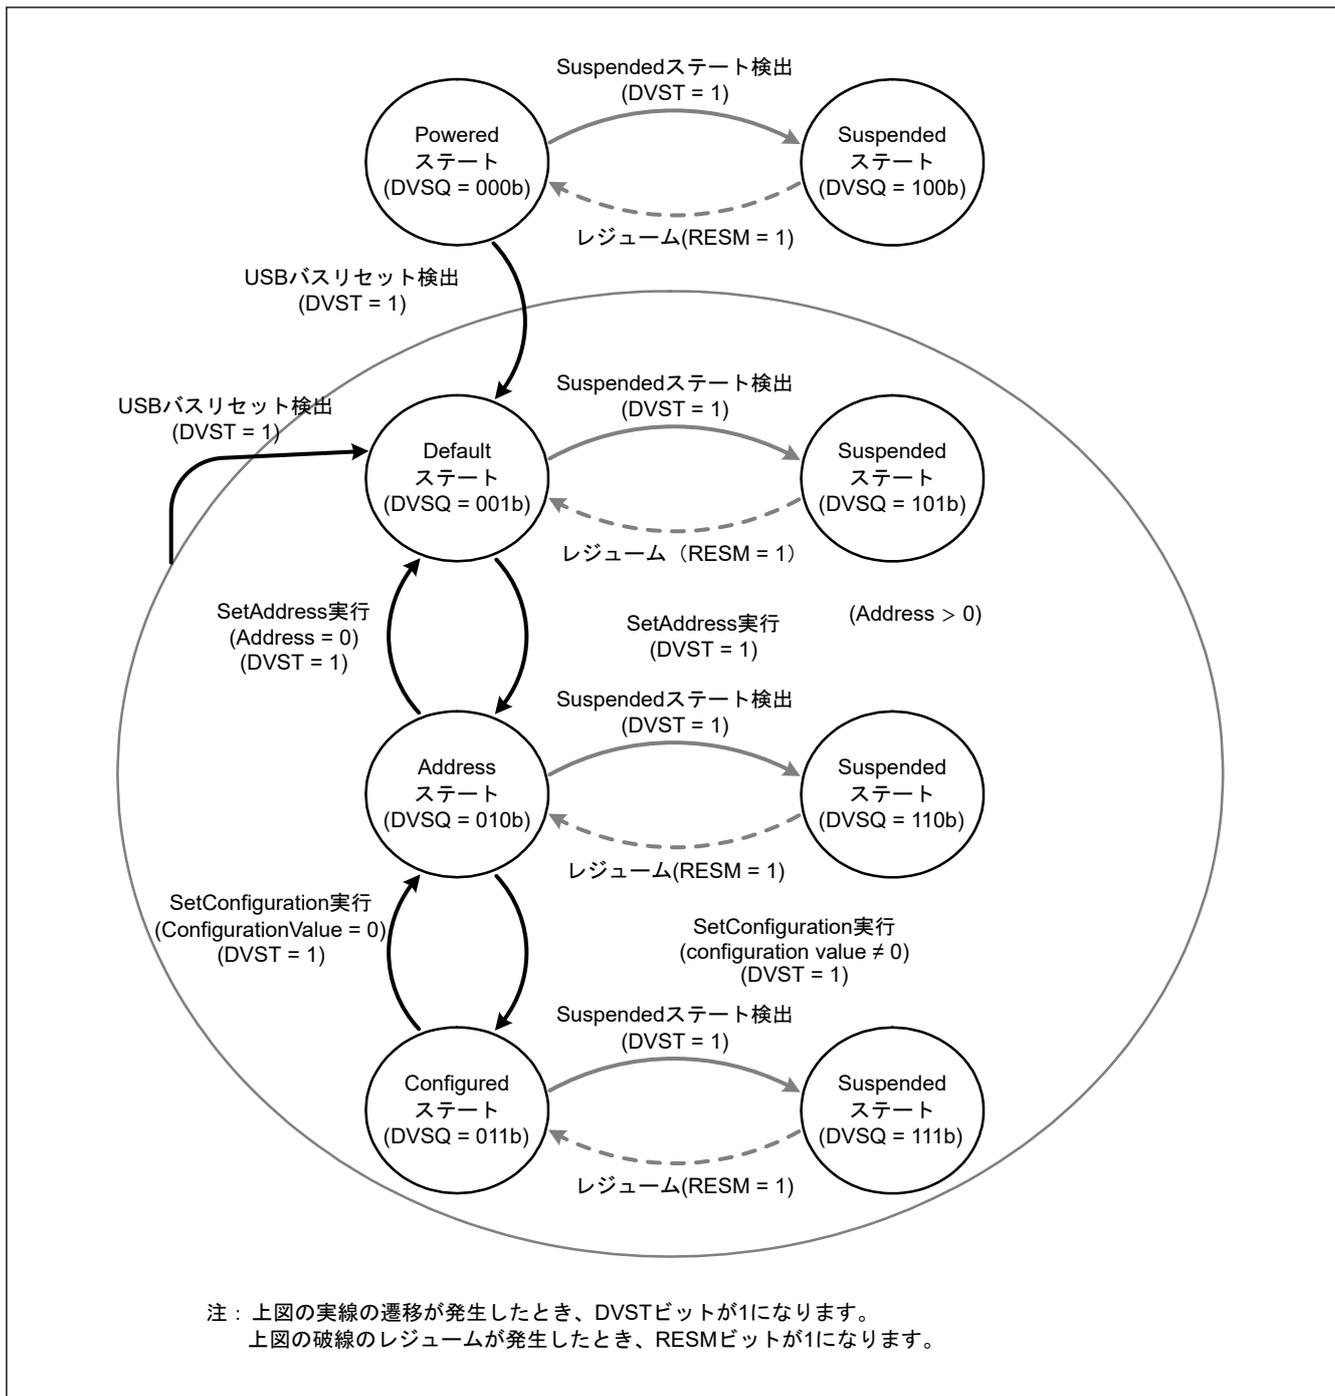 Suspendedステート検出
(DVST = 1)
Powered
ステート
(DVSQ = 000b)
Suspended
ステート
(DVSQ = 100b)
レジューム(RESM = 1)
USBバスリセット検出
(DVST = 1)
USBバスリセット検出
(DVST = 1)
Suspendedステート検出
(DVST = 1)
Default
ステート
(DVSQ = 001b)
Suspended
ステート
(DVSQ = 101b)
レジューム（RESM = 1）
SetAddress実行
(Address = 0)
(DVST = 1)
SetAddress実行
(DVST = 1)
(Address > 0)
Suspendedステート検出
(DVST = 1)
Address
ステート
(DVSQ = 010b)
Suspended
ステート
(DVSQ = 110b)
レジューム(RESM = 1)
SetConfiguration実行
(ConfigurationValue = 0)
(DVST = 1)
SetConfiguration実行
(configuration value ≠ 0)
(DVST = 1)
Suspendedステート検出
(DVST = 1)
Configured
ステート
(DVSQ = 011b)
Suspended
ステート
(DVSQ = 111b)
レジューム(RESM = 1)
注： 上図の実線の遷移が発生したとき、DVSTビットが1になります。
上図の破線のレジュームが発生したとき、RESMビットが1になります。